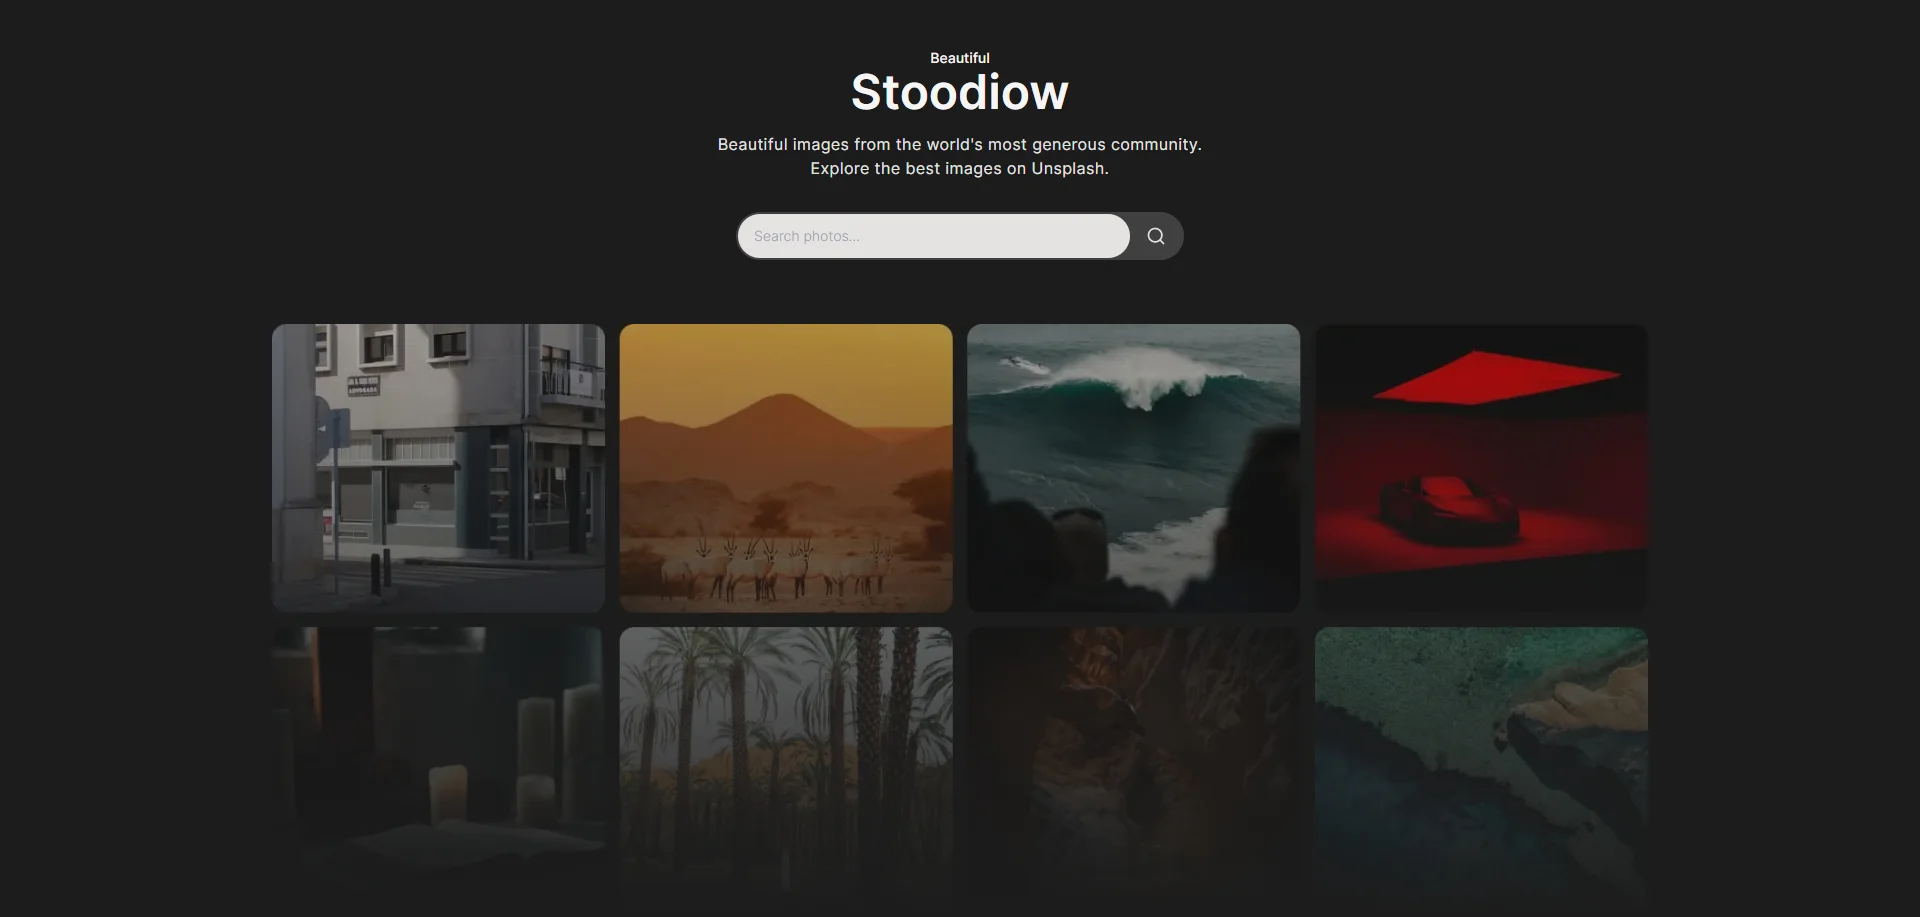 Beautiful
Stoodiow
Beautiful images from the world's most generous community.
Explore the best images on Unsplash.
Search photos...